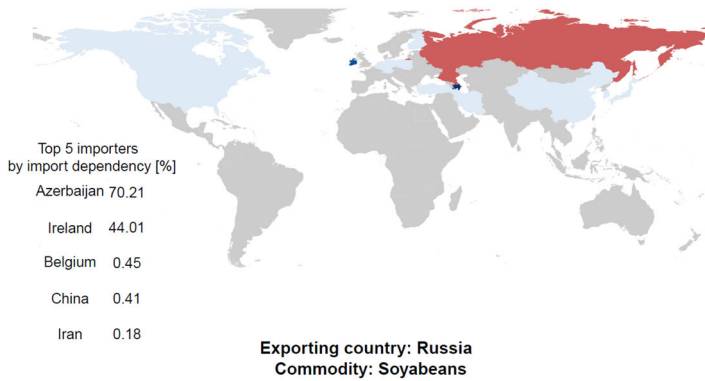 Top 5 importers
by import dependency [%]
Azerbaijan 70.21
Ireland 44.01
Belgium 0.45
China 0.41
Iran 0.18
Exporting country: Russia
Commodity: Soyabeans